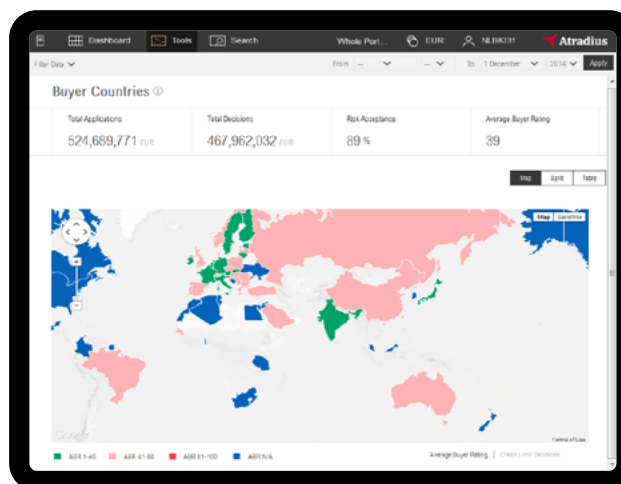 Dashboard Tools Search Whole Port... EUR NLBKEB1 Atradius
Filter Data From -- -- To 1 December 2014 Apply
Buyer Countries
Total Applications Total Decisions Risk Acceptance Average Buyer Rating
524,689,771 EUR 467,962,032 EUR 89 % 39
Map Split Table
Map Satellite
Google
Terms of Use
ABR 1-40 ABR 41-60 ABR 61-100 ABR N/A Average Buyer Rating | Credit Limit Decisions